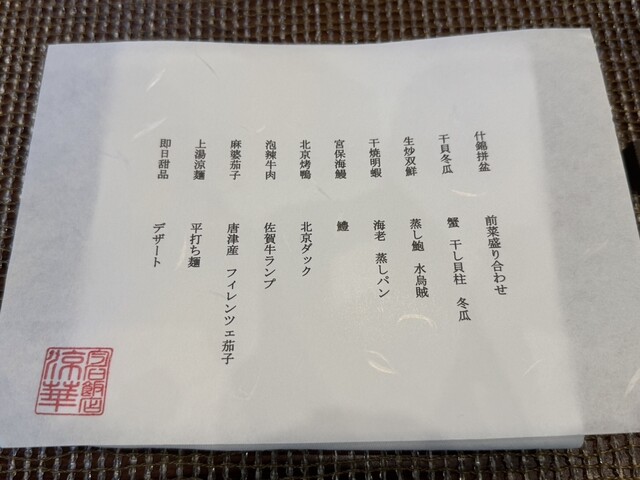 什錦拼盆 前菜盛り合わせ
干貝冬瓜 蟹 干し貝柱 冬瓜
生炒双鮮 蒸し鮑 水烏賊
干焼明蝦 海老 蒸しパン
宮保海鰻 鱧
北京烤鴨 北京ダック
泡辣牛肉 佐賀牛ランプ
麻婆茄子 唐津産 フィレンツェ茄子
上湯涼麺 平打ち麺
即日甜品 デザート
涼華